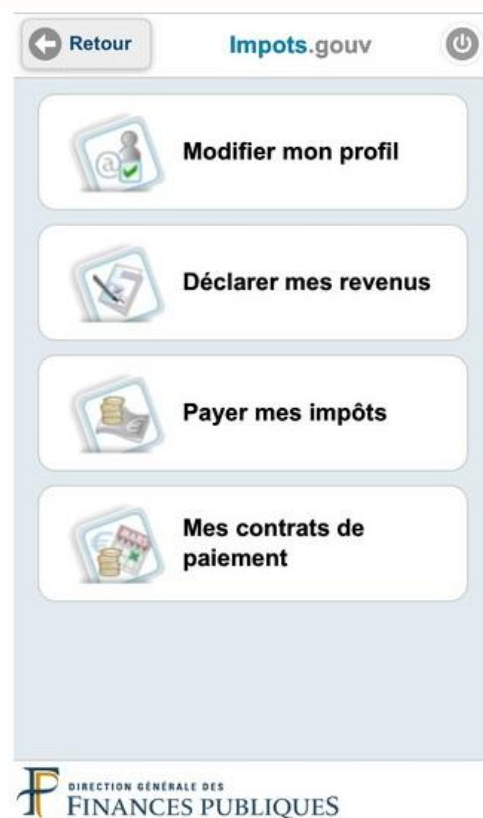 Retour
Impots.gouv
Modifier mon profil
Déclarer mes revenus
Payer mes impôts
Mes contrats de
paiement
DIRECTION GÉNÉRALE DES
FINANCES PUBLIQUES